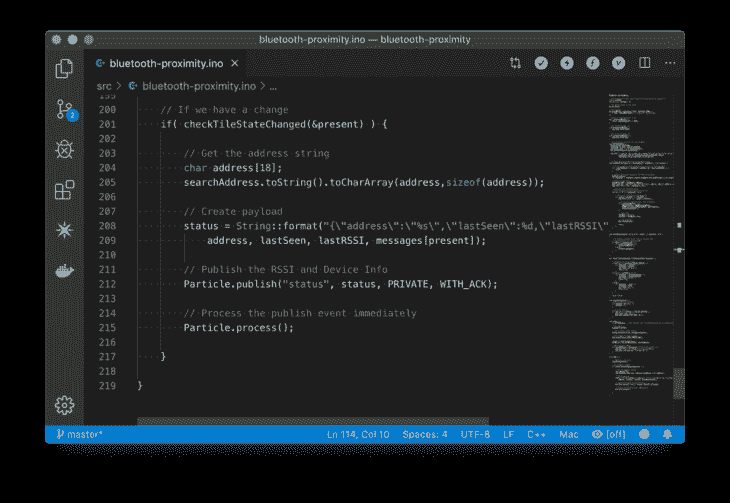 bluetooth-proximity.ino — bluetooth-proximity
bluetooth-proximity.ino ×
src > bluetooth-proximity.ino > ...
200 // If we have a change
201 if( checkTileStateChanged(&present) ) {
202
203 // Get the address string
204 char address[18];
205 searchAddress.toString().toCharArray(address,sizeof(address));
206
207 // Create payload
208 status = String::format("{\"address\":\"%s\",\"lastSeen\":%d,\"lastRSSI\"
209 address, lastSeen, lastRSSI, messages[present]);
210
211 // Publish the RSSI and Device Info
212 Particle.publish("status", status, PRIVATE, WITH_ACK);
213
214 // Process the publish event immediately
215 Particle.process();
216
217 }
218
219 }
2
master* Ln 114, Col 10 Spaces: 4 UTF-8 LF C++ Mac [off]